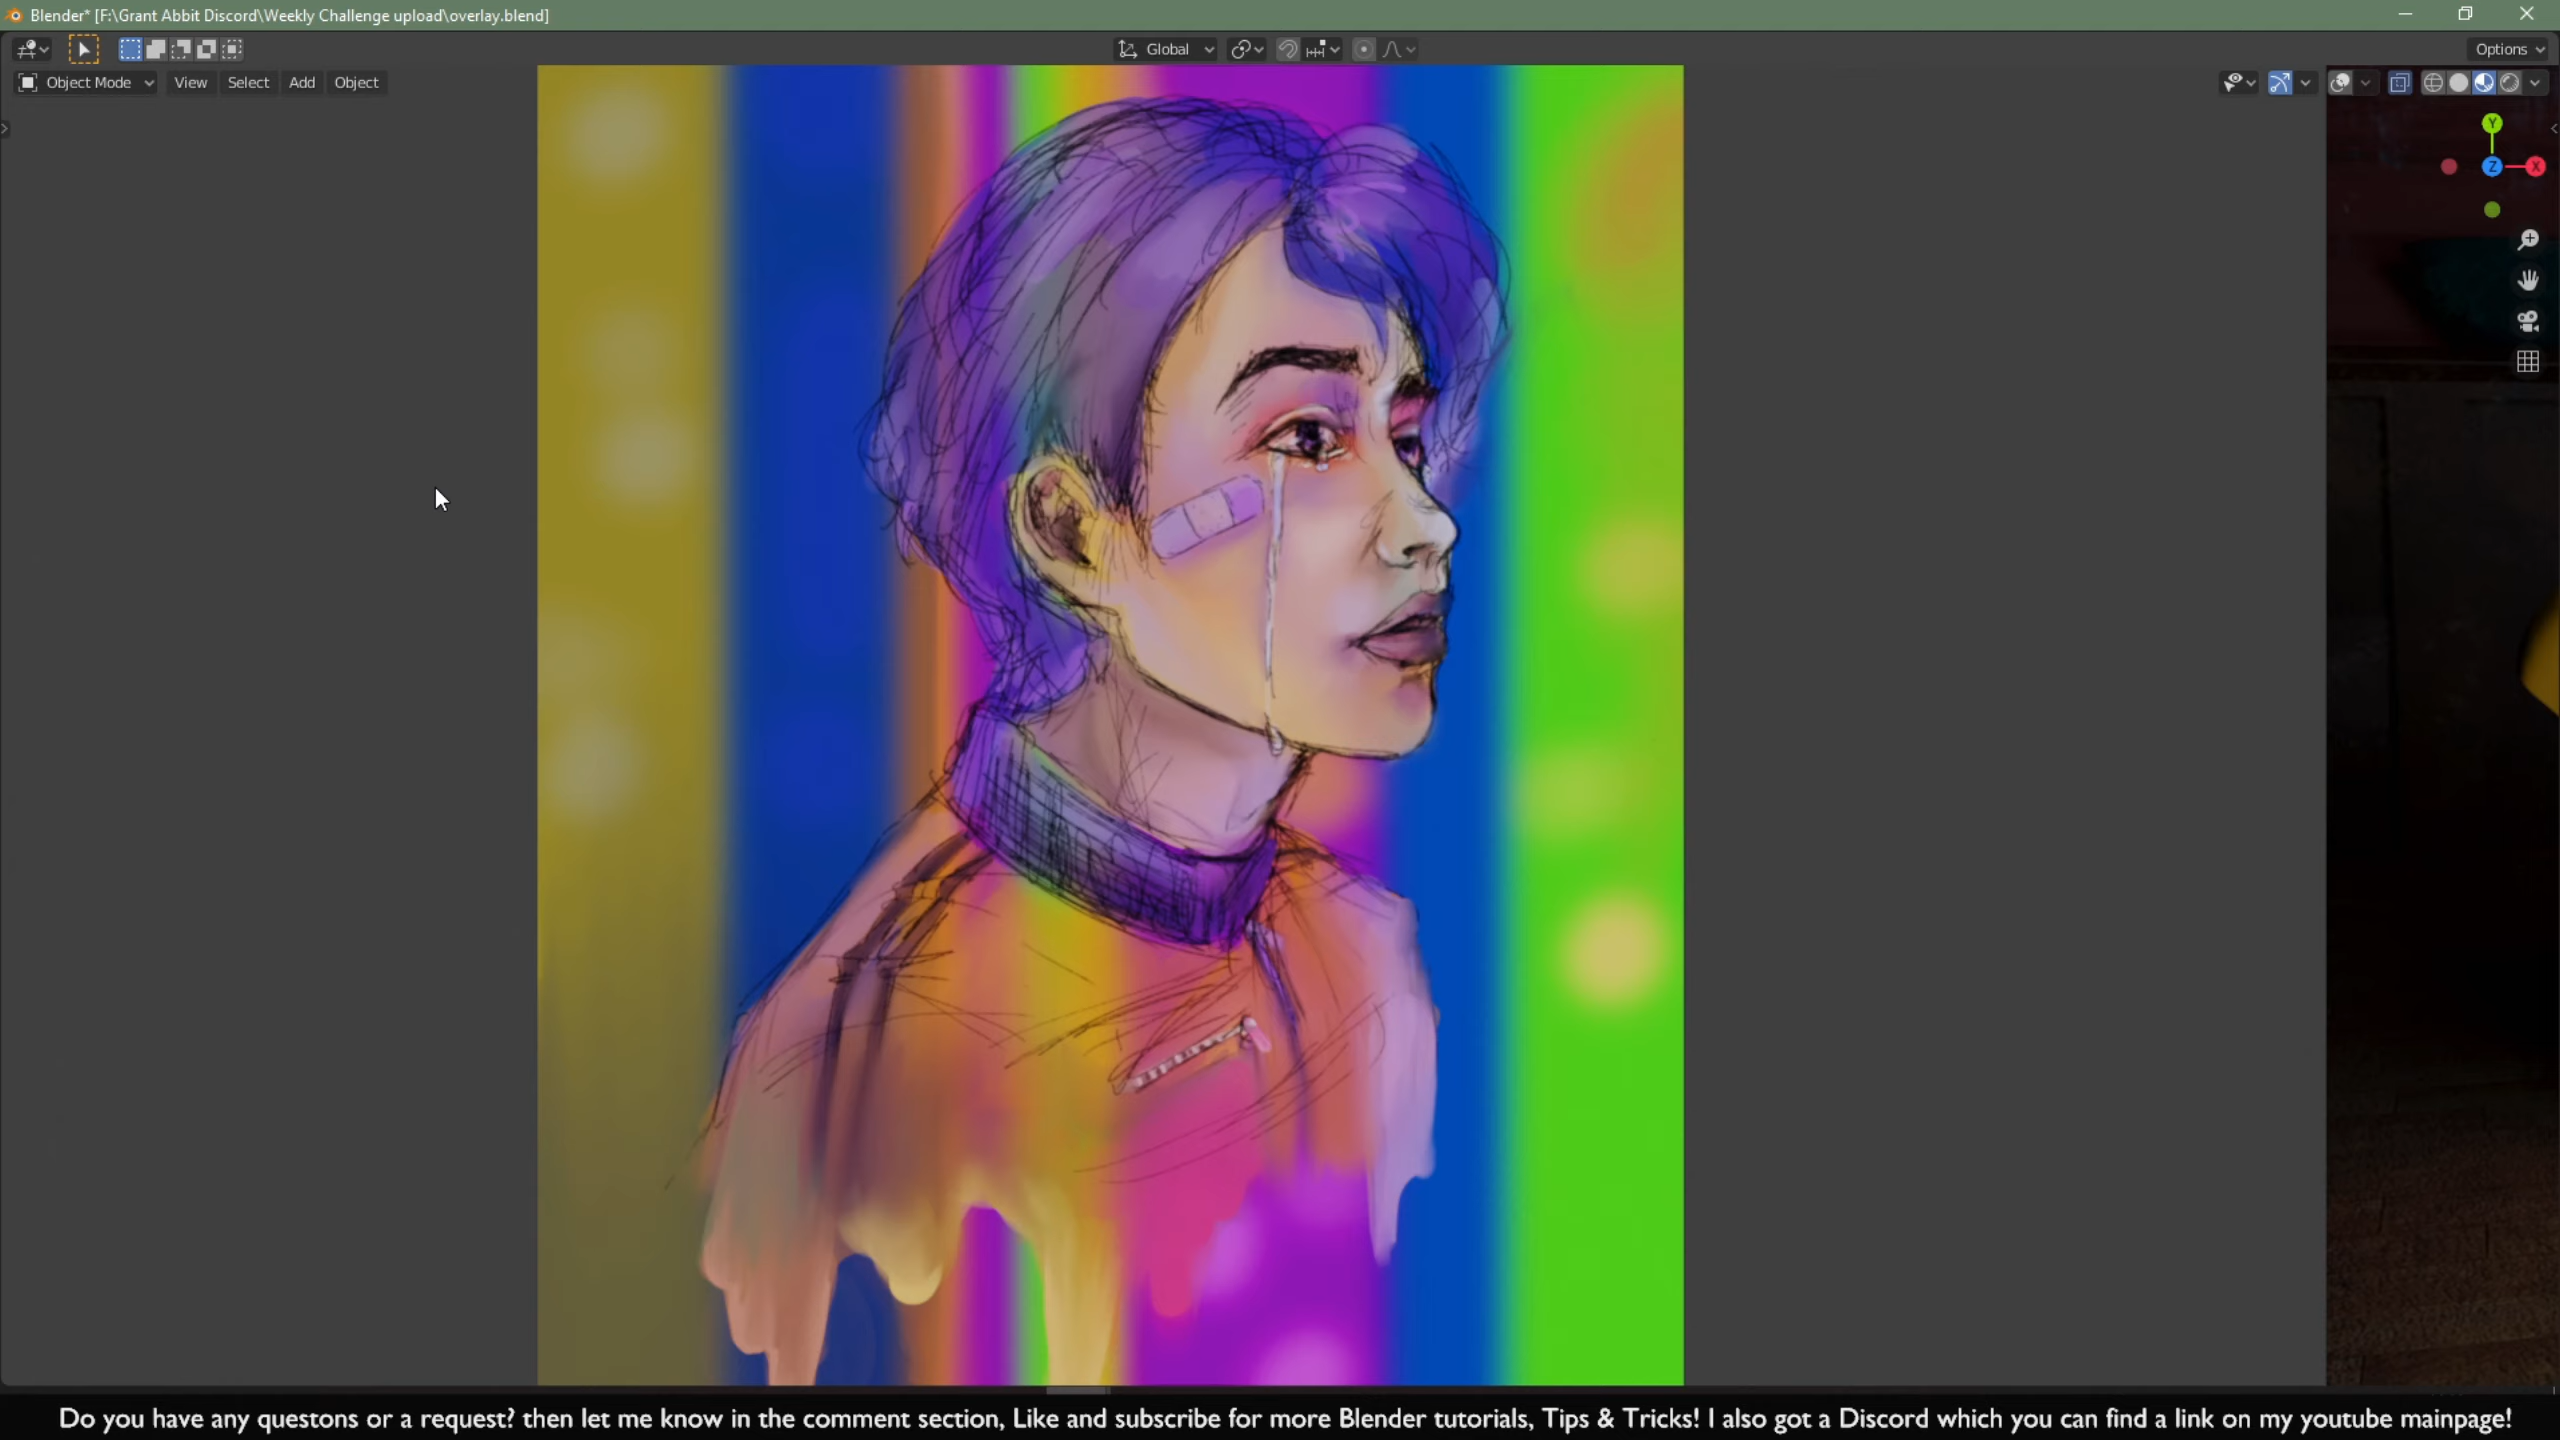 Blender* [F:\Grant Abbit Discord\Weekly Challenge upload\overlay.blend]
Global
Options
Object Mode View Select Add Object
Y
Z X
Do you have any questons or a request? then let me know in the comment section, Like and subscribe for more Blender tutorials, Tips & Tricks! I also got a Discord which you can find a link on my youtube mainpage!